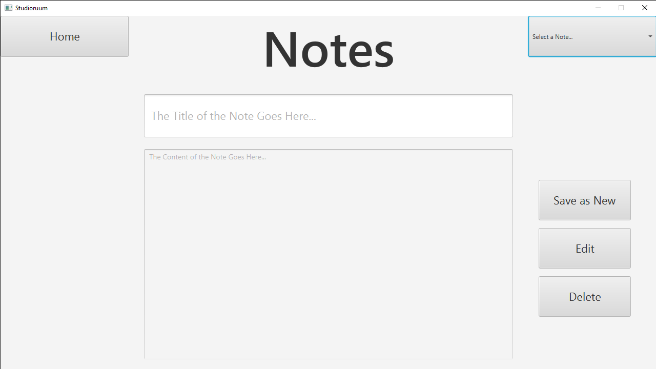 Studioruum
Home
Notes
Select a Note...
The Title of the Note Goes Here...
The Content of the Note Goes Here...
Save as New
Edit
Delete